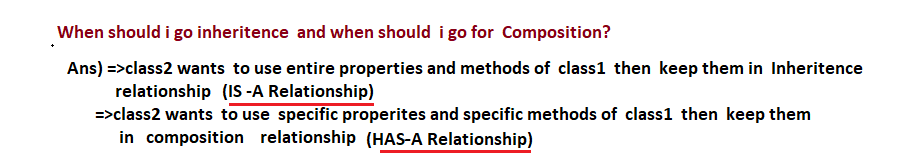 When should i go inheritence and when should i go for Composition?
Ans) =>class2 wants to use entire properties and methods of class1 then keep them in Inheritence
relationship (IS -A Relationship)
=>class2 wants to use specific properites and specific methods of class1 then keep them
in composition relationship (HAS-A Relationship)